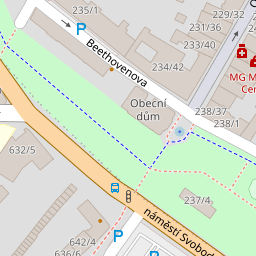 235/1
229/32
231/36
P
233/40
Beethovenova
234/42
MG M
Cen
Obecní
dům
238/37
238/1
632/5
237/4
náměstí Svobod
P
642/4
636/6